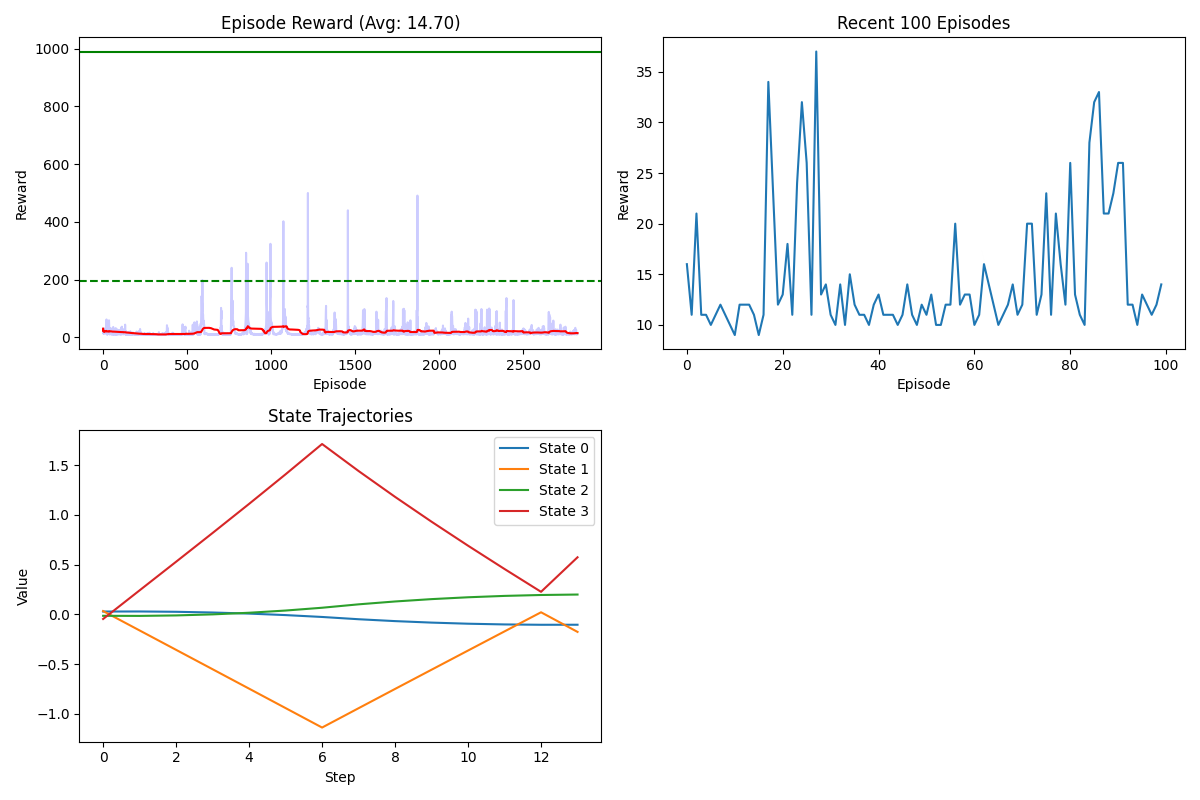 Episode Reward (Avg: 14.70)
1000
800
600
400
200
0
Reward
0 500 1000 1500 2000 2500
Episode
Recent 100 Episodes
35
30
25
20
15
10
Reward
0 20 40 60 80 100
Episode
State Trajectories
1.5
1.0
0.5
0.0
−0.5
−1.0
Value
State 0
State 1
State 2
State 3
0 2 4 6 8 10 12
Step